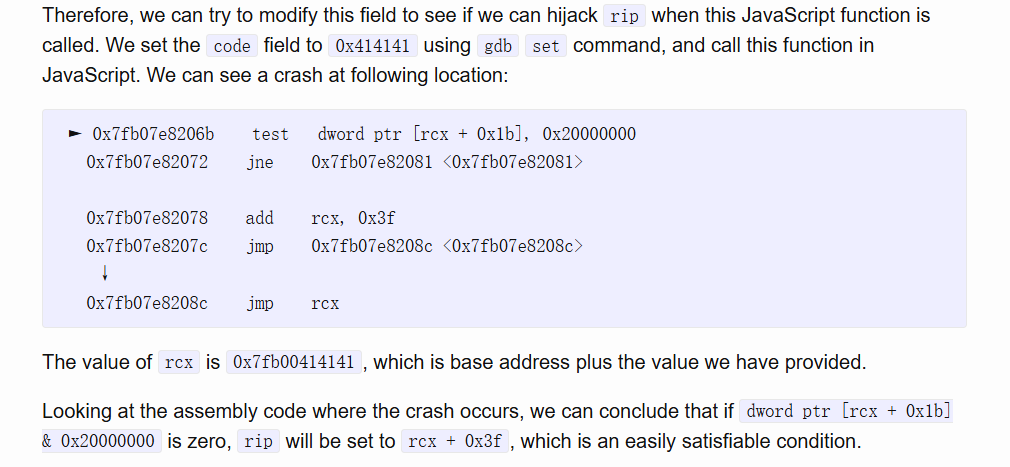 Therefore, we can try to modify this field to see if we can hijack rip when this JavaScript function is
called. We set the code field to 0x414141 using gdb set command, and call this function in
JavaScript. We can see a crash at following location:
► 0x7fb07e8206b    test   dword ptr [rcx + 0x1b], 0x20000000
0x7fb07e82072    jne    0x7fb07e82081 <0x7fb07e82081>
0x7fb07e82078    add    rcx, 0x3f
0x7fb07e8207c    jmp    0x7fb07e8208c <0x7fb07e8208c>
↓
0x7fb07e8208c    jmp    rcx
The value of rcx is 0x7fb00414141, which is base address plus the value we have provided.
Looking at the assembly code where the crash occurs, we can conclude that if dword ptr [rcx + 0x1b]
& 0x20000000 is zero, rip will be set to rcx + 0x3f, which is an easily satisfiable condition.